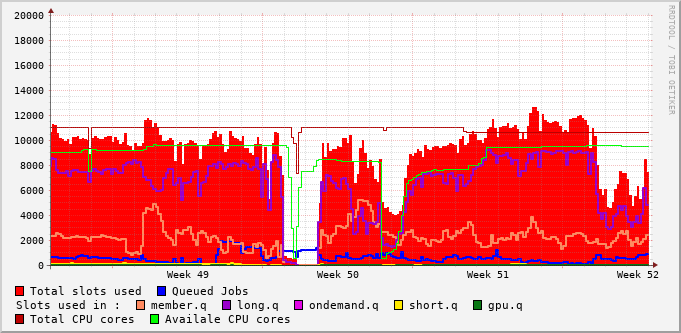 20000
18000
16000
14000
12000
10000
8000
6000
4000
2000
0
Week 49 Week 50 Week 51 Week 52
RRDTOOL / TOBI OETIKER
Total slots used Queued Jobs
Slots used in : member.q long.q ondemand.q short.q gpu.q
Total CPU cores Availale CPU cores